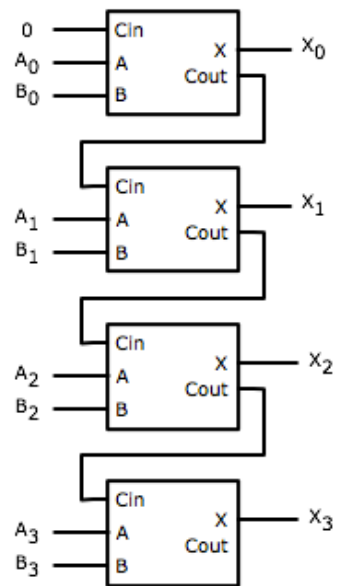 0 Cin
A0 A X X0
Cout
B0 B
Cin
A1 A X X1
Cout
B1 B
Cin
A2 A X X2
Cout
B2 B
Cin
A3 A X X3
Cout
B3 B